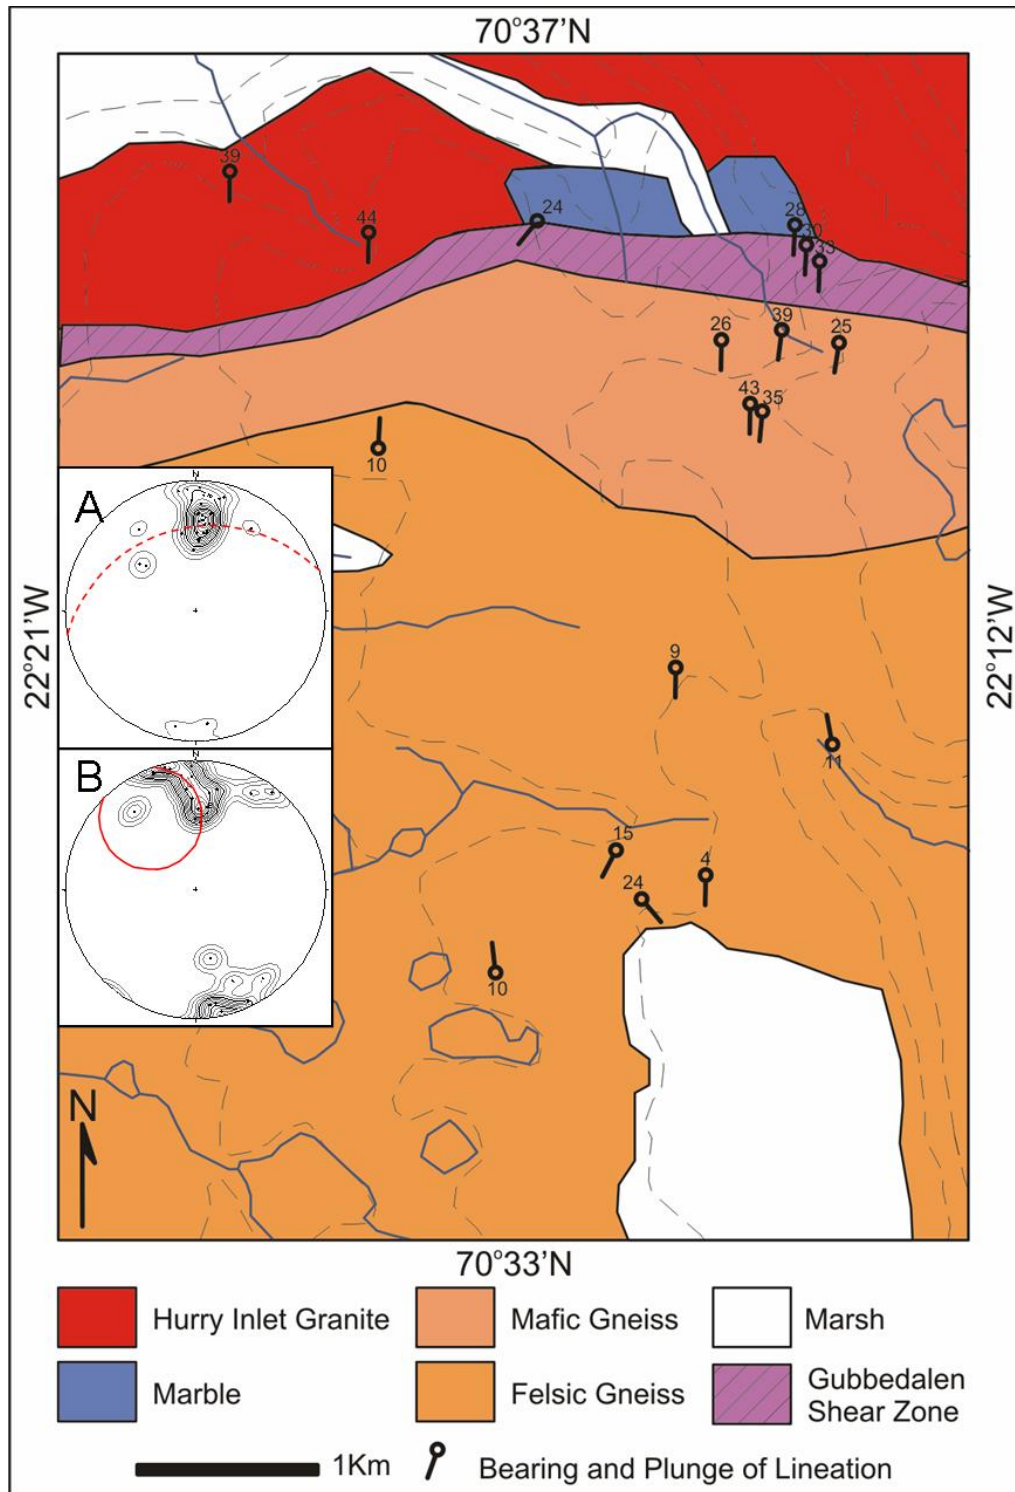 70°37'N
39
44
24
28
30
33
26
39
25
43
35
10
N
A
22°21'W
22°12'W
9
11
N
B
15
4
24
10
N
70°33'N
Hurry Inlet Granite
Mafic Gneiss
Marsh
Marble
Felsic Gneiss
Gubbedalen
Shear Zone
1Km
Bearing and Plunge of Lineation